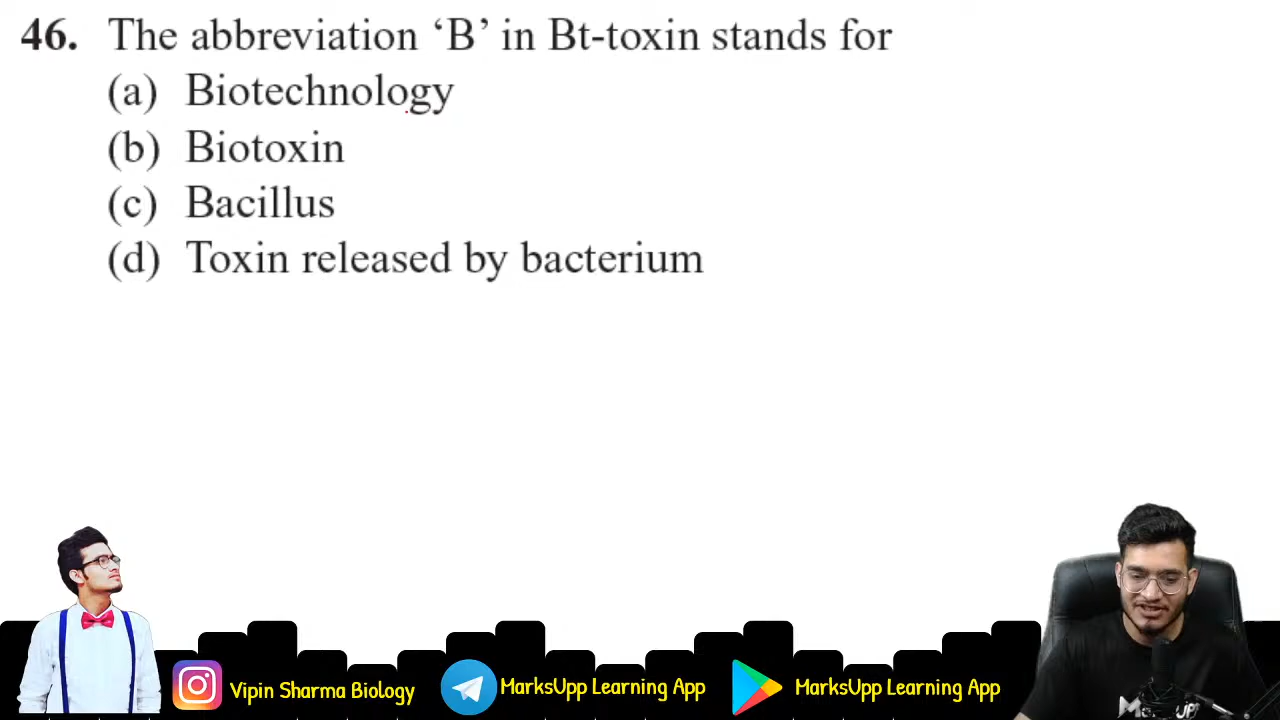 46. The abbreviation ‘B’ in Bt-toxin stands for
(a) Biotechnology
(b) Biotoxin
(c) Bacillus
(d) Toxin released by bacterium
Vipin Sharma Biology
MarksUpp Learning App
MarksUpp Learning App